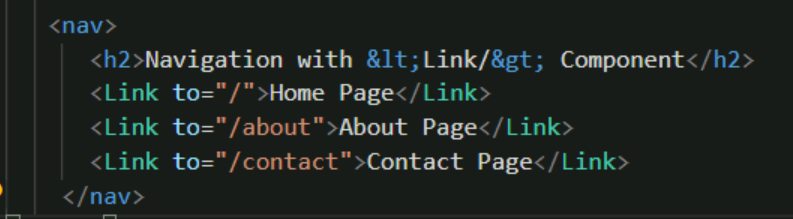 <nav>
<h2>Navigation with &lt;Link/&gt; Component</h2>
<Link to="/">Home Page</Link>
<Link to="/about">About Page</Link>
<Link to="/contact">Contact Page</Link>
</nav>